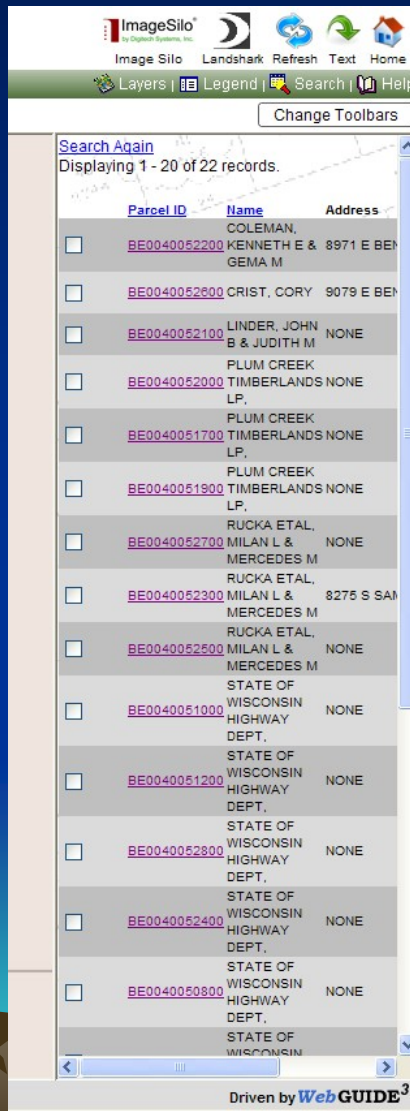 ImageSilo®
by Digitech Systems, Inc.
Image Silo Landshark Refresh Text Home
Layers | Legend | Search | Help
Change Toolbars
Search Again
Displaying 1 - 20 of 22 records.
Parcel ID Name Address
COLEMAN,
BE0040052200 KENNETH E & 8971 E BEN
GEMA M
BE0040052600 CRIST, CORY 9079 E BEN
LINDER, JOHN
BE0040052100 B & JUDITH M NONE
PLUM CREEK
BE0040052000 TIMBERLANDS NONE
LP,
PLUM CREEK
BE0040051700 TIMBERLANDS NONE
LP,
PLUM CREEK
BE0040051900 TIMBERLANDS NONE
LP,
RUCKA ETAL,
BE0040052700 MILAN L & NONE
MERCEDES M
RUCKA ETAL,
BE0040052300 MILAN L & 8275 S SAM
MERCEDES M
RUCKA ETAL,
BE0040052500 MILAN L & NONE
MERCEDES M
STATE OF
WISCONSIN
BE0040051000 HIGHWAY NONE
DEPT,
STATE OF
WISCONSIN
BE0040051200 HIGHWAY NONE
DEPT,
STATE OF
WISCONSIN
BE0040052800 HIGHWAY NONE
DEPT,
STATE OF
WISCONSIN
BE0040052400 HIGHWAY NONE
DEPT,
STATE OF
WISCONSIN
BE0040050800 HIGHWAY NONE
DEPT,
STATE OF
WISCONSIN
Driven by WebGUIDE3